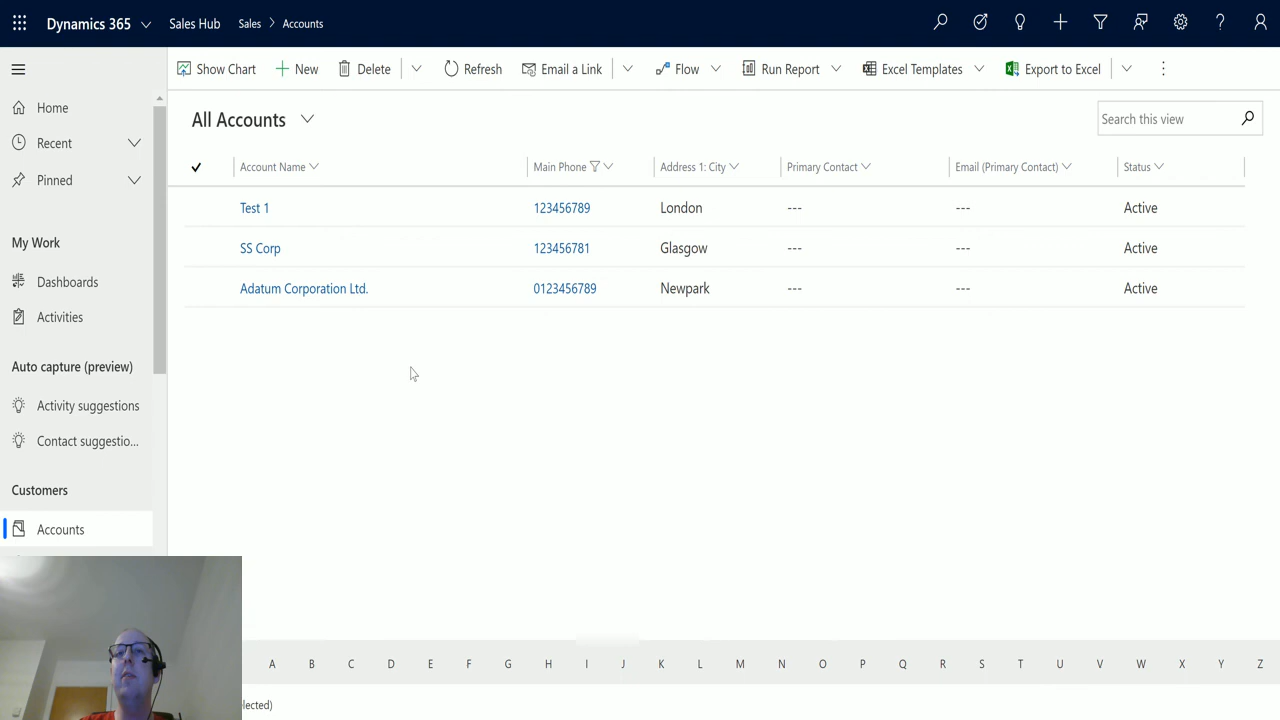 Dynamics 365 Sales Hub Sales Accounts
Show Chart New Delete Refresh Email a Link Flow Run Report Excel Templates Export to Excel
Home
Recent
Pinned
My Work
Dashboards
Activities
Auto capture (preview)
Activity suggestions
Contact suggestio...
Customers
Accounts
All Accounts
Search this view
Account Name Main Phone Address 1: City Primary Contact Email (Primary Contact) Status
Test 1 123456789 London --- --- Active
SS Corp 123456781 Glasgow --- --- Active
Adatum Corporation Ltd. 0123456789 Newpark --- --- Active
A B C D E F G H I J K L M N O P Q R S T U V W X Y Z
lected)